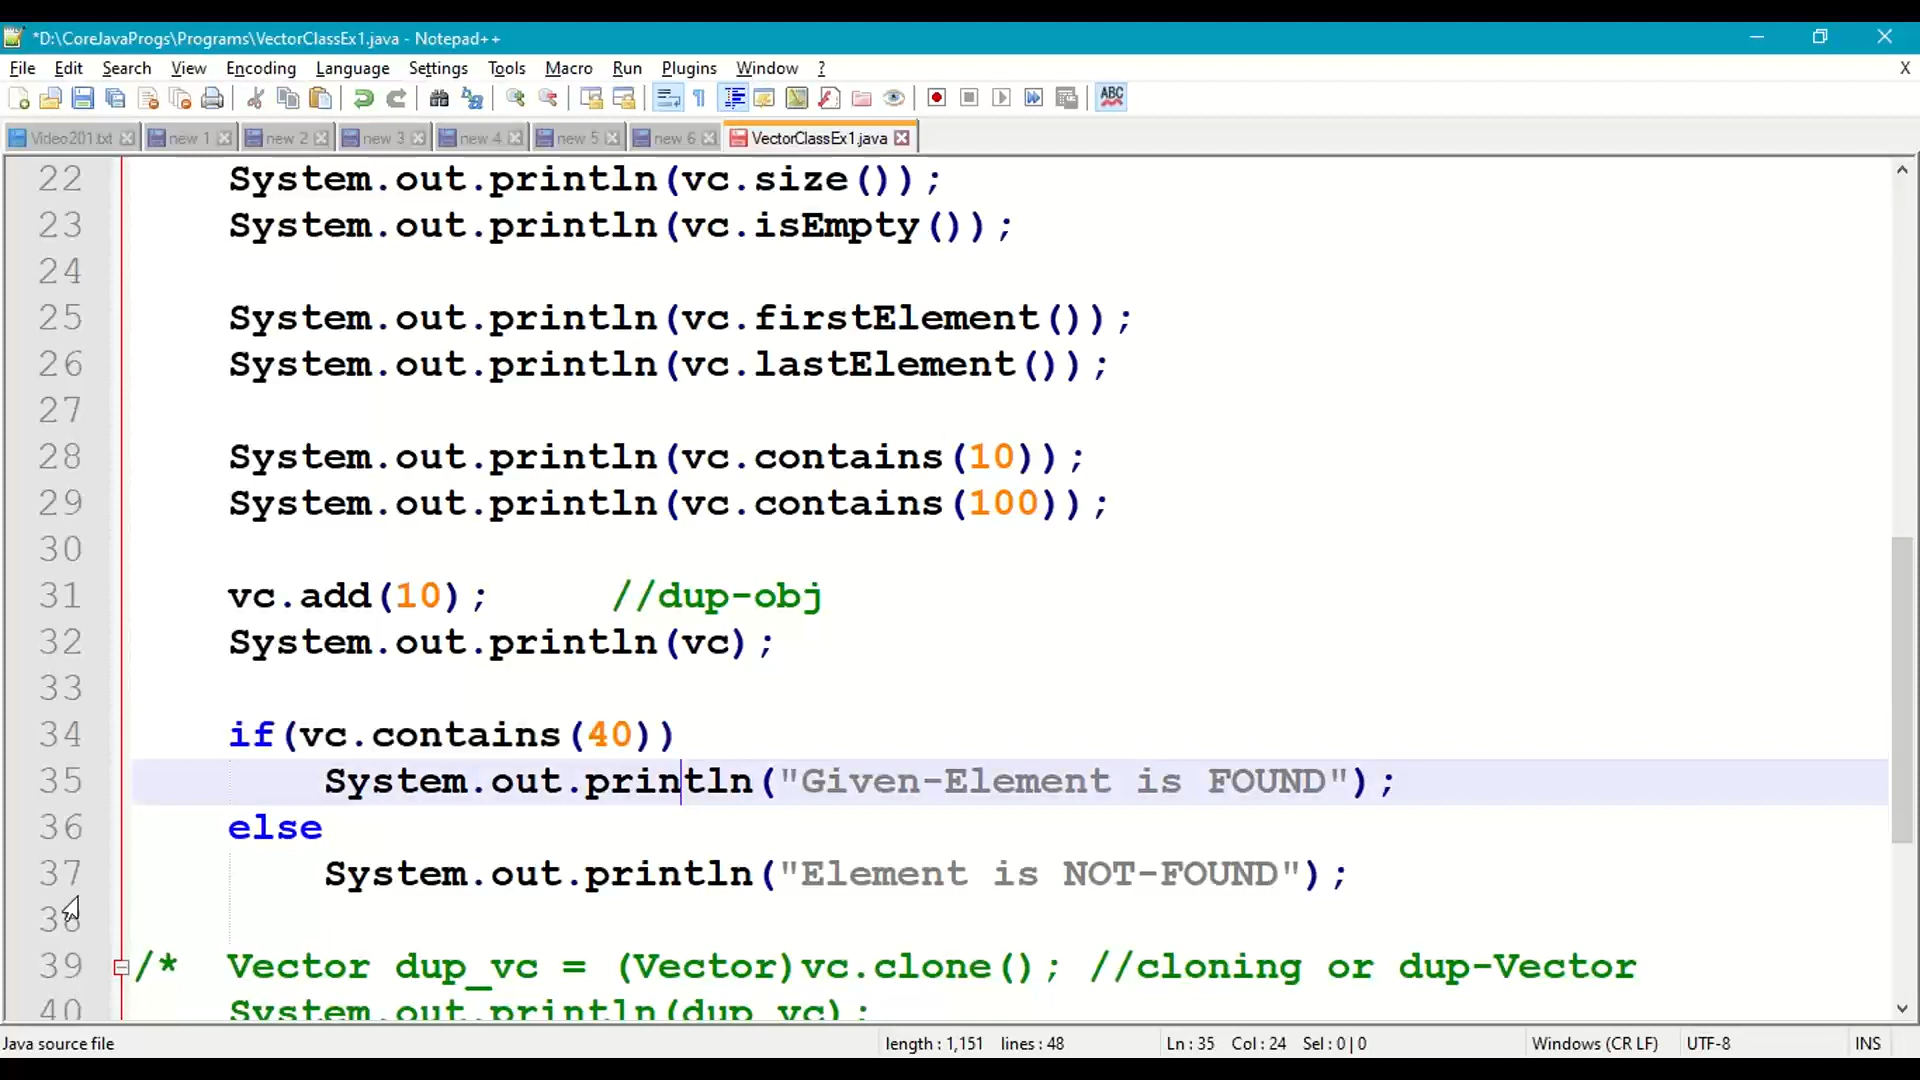 *D:\CoreJavaProgs\Programs\VectorClassEx1.java - Notepad++
File Edit Search View Encoding Language Settings Tools Macro Run Plugins Window ? X
ABC
Video201.txt new 1 new 2 new 3 new 4 new 5 new 6 VectorClassEx1.java
22 System.out.println(vc.size());
23 System.out.println(vc.isEmpty());
24
25 System.out.println(vc.firstElement());
26 System.out.println(vc.lastElement());
27
28 System.out.println(vc.contains(10));
29 System.out.println(vc.contains(100));
30
31 vc.add(10); //dup-obj
32 System.out.println(vc);
33
34 if(vc.contains(40))
35 System.out.println("Given-Element is FOUND");
36 else
37 System.out.println("Element is NOT-FOUND");
38
39 /* Vector dup_vc = (Vector)vc.clone(); //cloning or dup-Vector
40 System.out.println(dup_vc);
Java source file length : 1,151 lines : 48 Ln : 35 Col : 24 Sel : 0 | 0 Windows (CR LF) UTF-8 INS